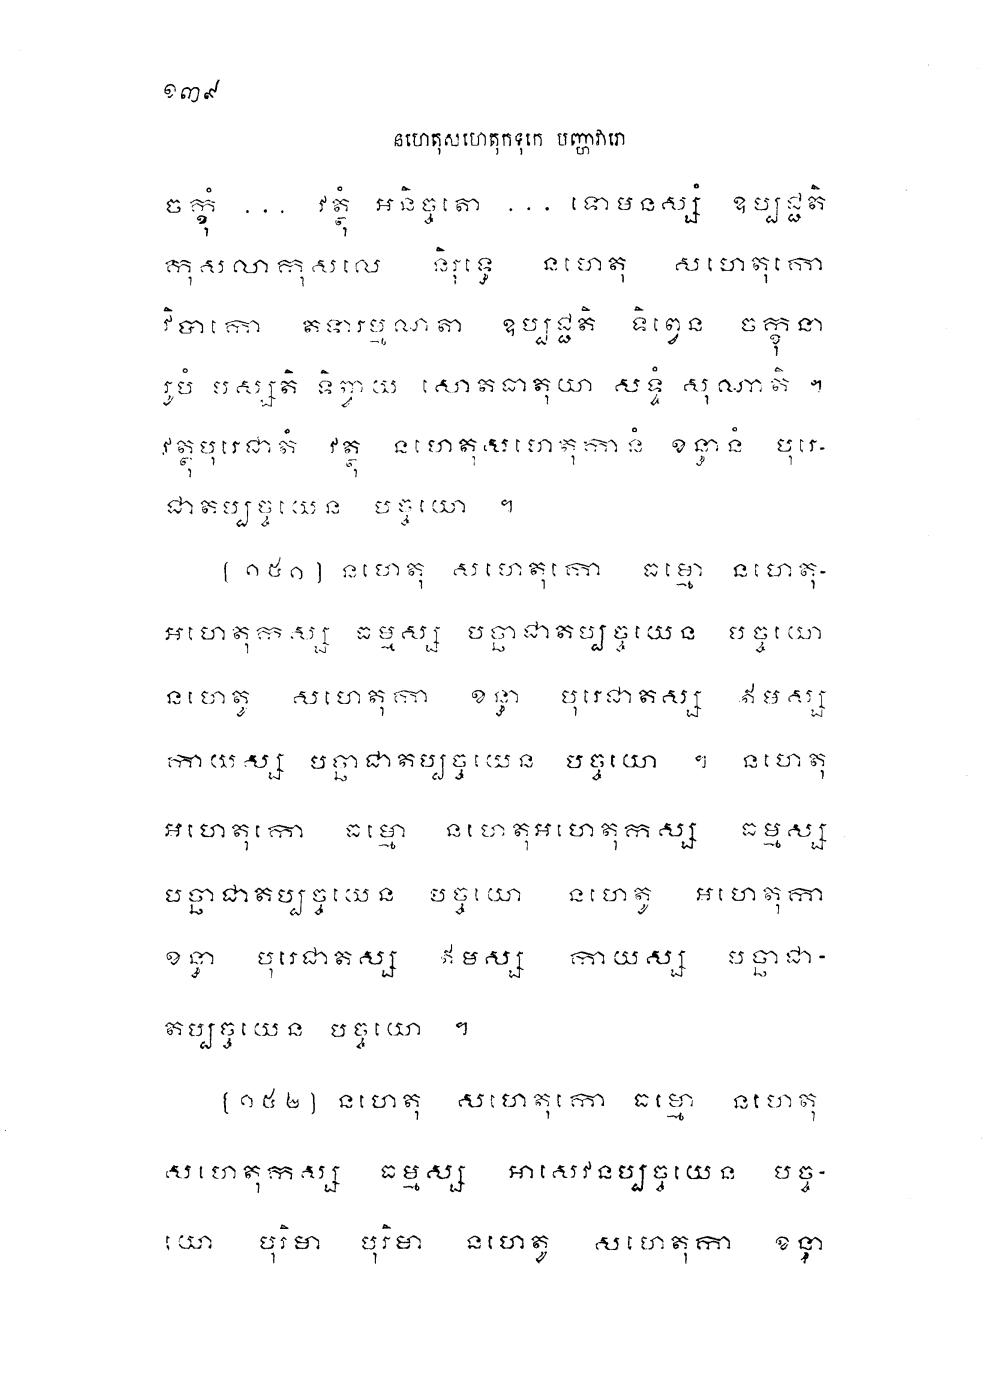 ១៣៩
នហេតុសហេតុកទុកេ បញ្ហាវារោ
ចក្ខុំ ... វត្ថុំ អនិច្ចតោ ... ទោមនស្សំ ឧប្បជ្ជតិ
កុសលាកុសលេ និរុទ្ធេ នហេតុ សហេតុកោ
វិបាកោ តទារម្មណតា ឧប្បជ្ជតិ ទិព្វេន ចក្ខុនា
រូបំ បស្សតិ ទិព្វាយ សោតធាតុយា សទ្ទំ សុណាតិ ។
វត្ថុបុរេជាតំ វត្ថុ នហេតុសហេតុកានំ ខន្ធានំ បុរេ-
ជាតប្បច្ចយេន បច្ចយោ ។
(១៥១) នហេតុ សហេតុកោ ធម្មោ នហេតុ-
អហេតុកស្ស ធម្មស្ស បច្ឆាជាតប្បច្ចយេន បច្ចយោ
នហេតូ សហេតុកា ខន្ធា បុរេជាតស្ស ឥមស្ស
កាយស្ស បច្ឆាជាតប្បច្ចយេន បច្ចយោ ។ នហេតុ
អហេតុកោ ធម្មោ នហេតុអហេតុកស្ស ធម្មស្ស
បច្ឆាជាតប្បច្ចយេន បច្ចយោ នហេតូ អហេតុកា
ខន្ធា បុរេជាតស្ស ឥមស្ស កាយស្ស បច្ឆាជា-
តប្បច្ចយេន បច្ចយោ ។
(១៥២) នហេតុ សហេតុកោ ធម្មោ នហេតុ
សហេតុកស្ស ធម្មស្ស អាសេវនប្បច្ចយេន បច្ច-
យោ បុរិមា បុរិមា នហេតូ សហេតុកា ខន្ធា